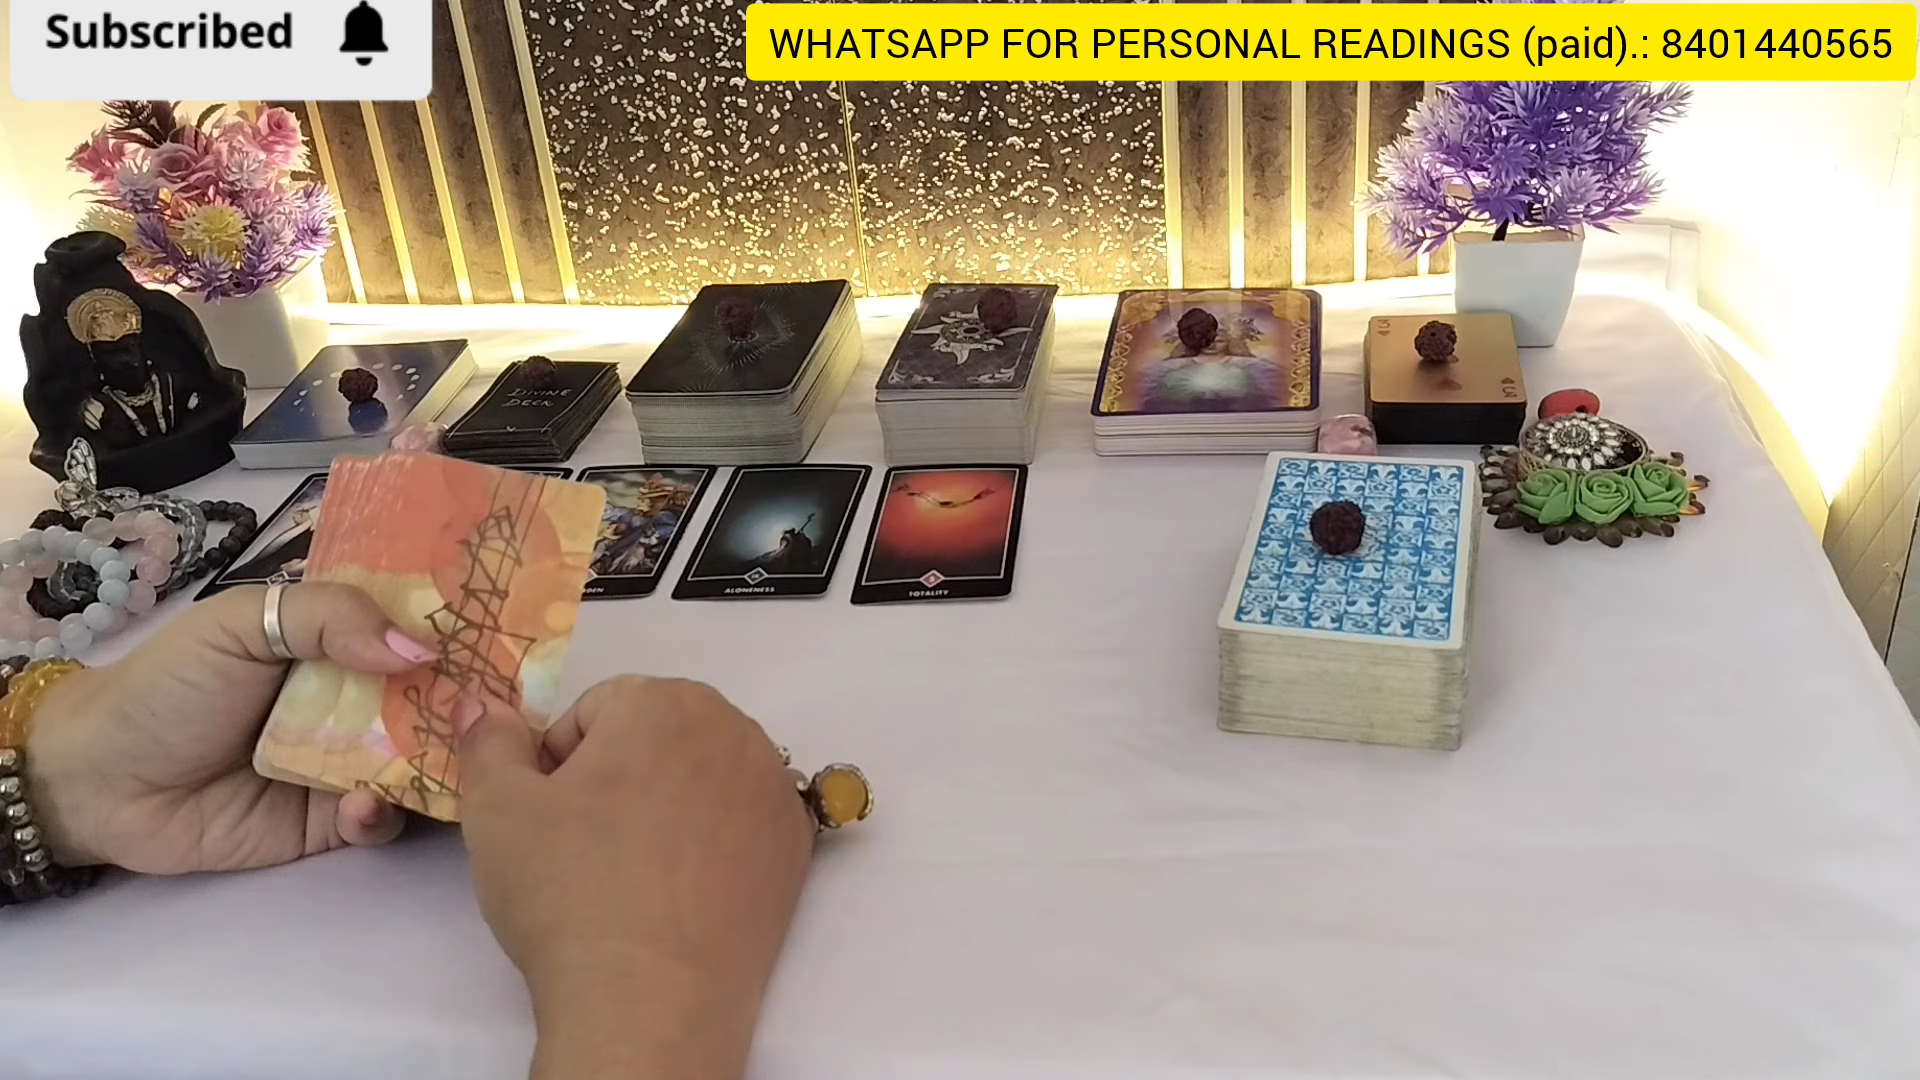 Subscribed
WHATSAPP FOR PERSONAL READINGS (paid).: 8401440565
DIVINE
DECK
ALONENESS
TOTALITY